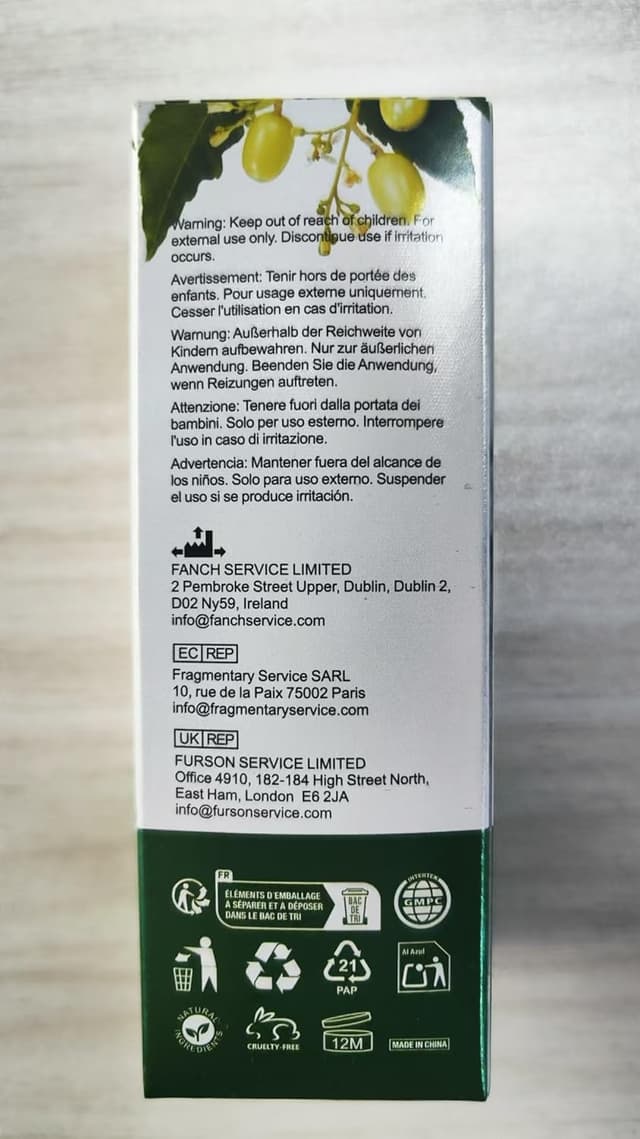 Warning: Keep out of reach of children. For
external use only. Discontinue use if irritation
occurs.
Avertissement: Tenir hors de portée des
enfants. Pour usage externe uniquement.
Cesser l'utilisation en cas d'irritation.
Warnung: Außerhalb der Reichweite von
Kindern aufbewahren. Nur zur äußerlichen
Anwendung. Beenden Sie die Anwendung,
wenn Reizungen auftreten.
Attenzione: Tenere fuori dalla portata dei
bambini. Solo per uso esterno. Interrompere
l'uso in caso di irritazione.
Advertencia: Mantener fuera del alcance de
los niños. Solo para uso externo. Suspender
el uso si se produce irritación.
FANCH SERVICE LIMITED
2 Pembroke Street Upper, Dublin, Dublin 2,
D02 Ny59, Ireland
info@fanchservice.com
EC REP
Fragmentary Service SARL
10, rue de la Paix 75002 Paris
info@fragmentaryservice.com
UK REP
FURSON SERVICE LIMITED
Office 4910, 182-184 High Street North,
East Ham, London E6 2JA
info@fursonservice.com
FR
ÉLÉMENTS D'EMBALLAGE
À SÉPARER ET À DÉPOSER
DANS LE BAC DE TRI
BAC
DE
TRI
INTERTEK
GMPC
21
PAP
Al Azul
NATURAL
INGREDIENTS
CRUELTY-FREE
12M
MADE IN CHINA